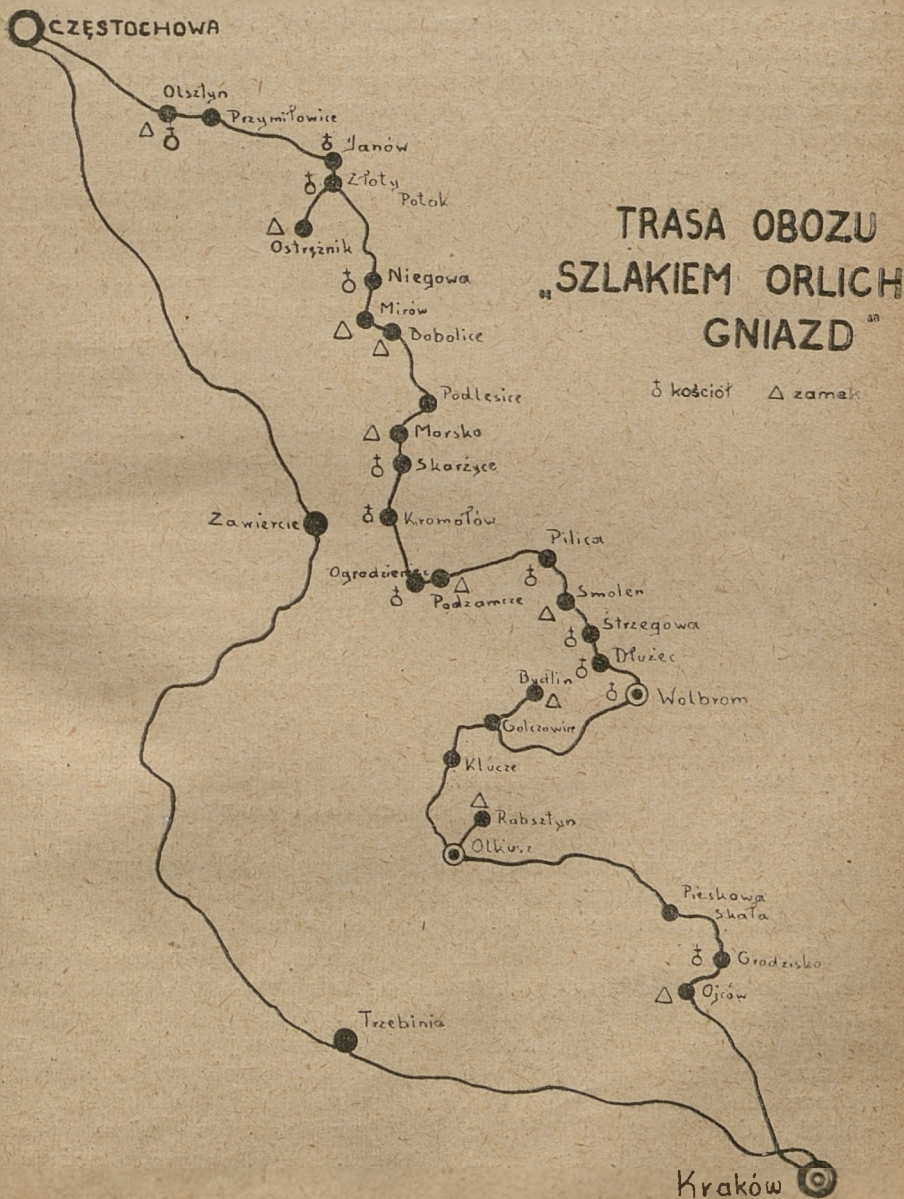 CZĘSTOCHOWA
Olsztyn
Przymiłowice
Janów
Złoty
Potok
Ostrężnik
TRASA OBOZU
„SZLAKIEM ORLICH
GNIAZD”
Niegowa
Mirów
Bobolice
kościół
zamek
Podlesice
Morsko
Skarżyce
Zawiercie
Kromołów
Pilica
Ogrodzieniec
Podzamcze
Smoleń
Strzegowa
Dłużec
Bydlin
Wolbrom
Golczowice
Klucze
Rabsztyn
Olkusz
Pieskowa
Skała
Grodzisko
Ojców
Trzebinia
Kraków